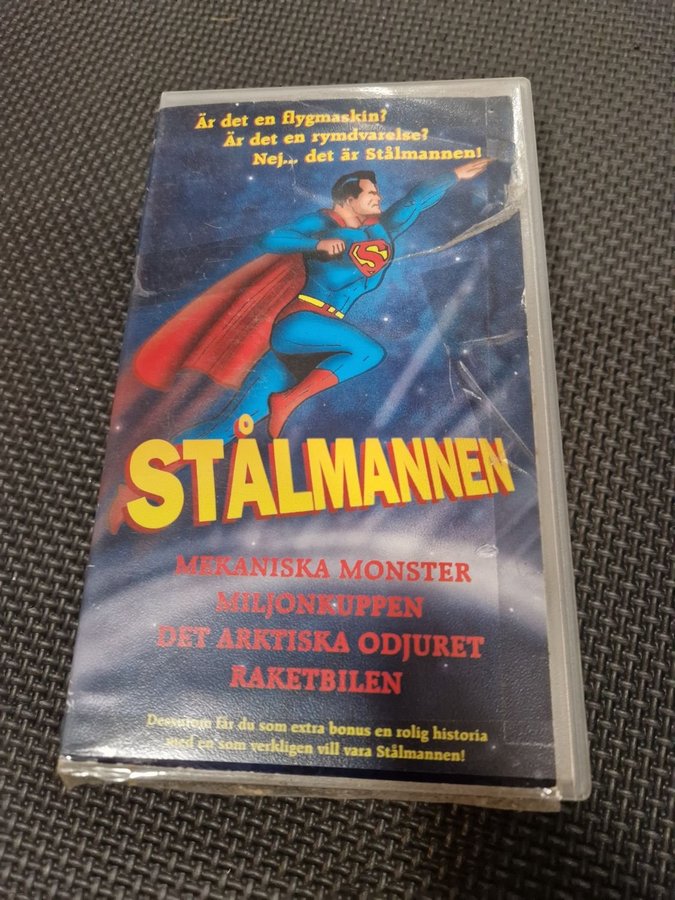 Är det en flygmaskin?
Är det en rymdvarelse?
Nej... det är Stålmannen!
S
STÅLMANNEN
MEKANISKA MONSTER
MILJONKUPPEN
DET ARKTISKA ODJURET
RAKETBILEN
Dessutom får du som extra bonus en rolig historia
med en som verkligen vill vara Stålmannen!